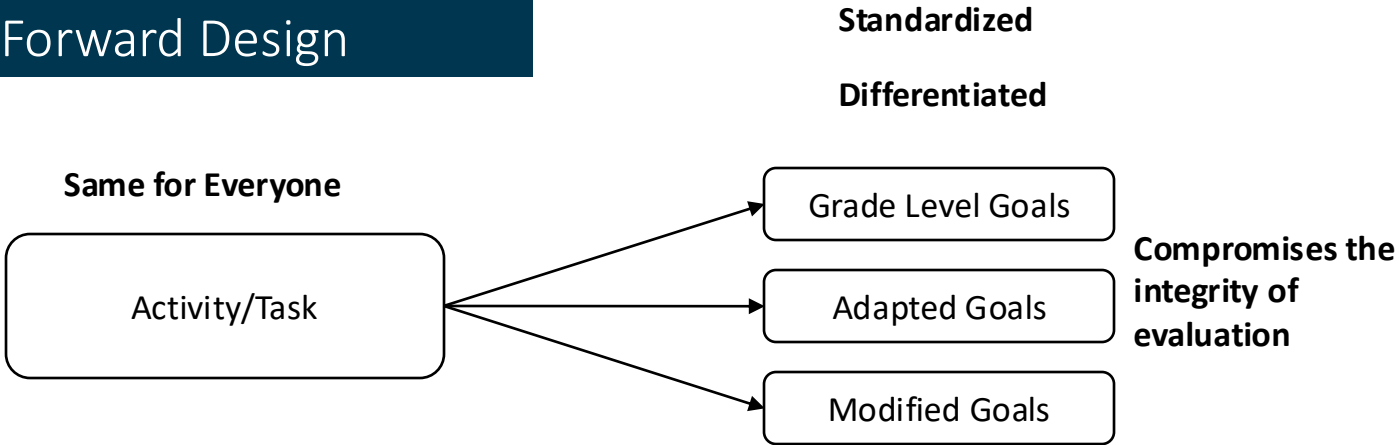 Forward Design
Standardized
Differentiated
Same for Everyone
Activity/Task
Grade Level Goals
Adapted Goals
Modified Goals
Compromises the
integrity of
evaluation